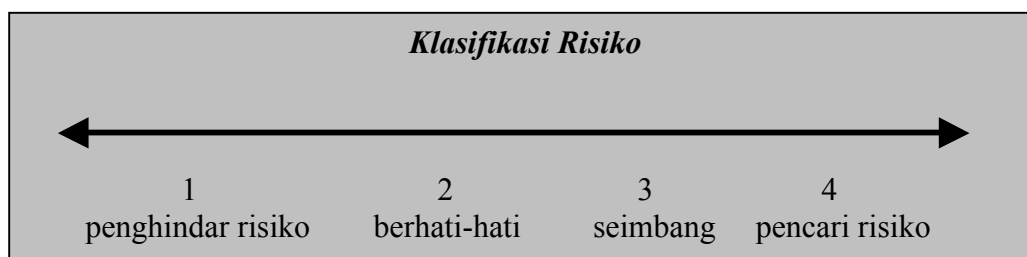 Klasifikasi Risiko
1 2 3 4
penghindar risiko berhati-hati seimbang pencari risiko